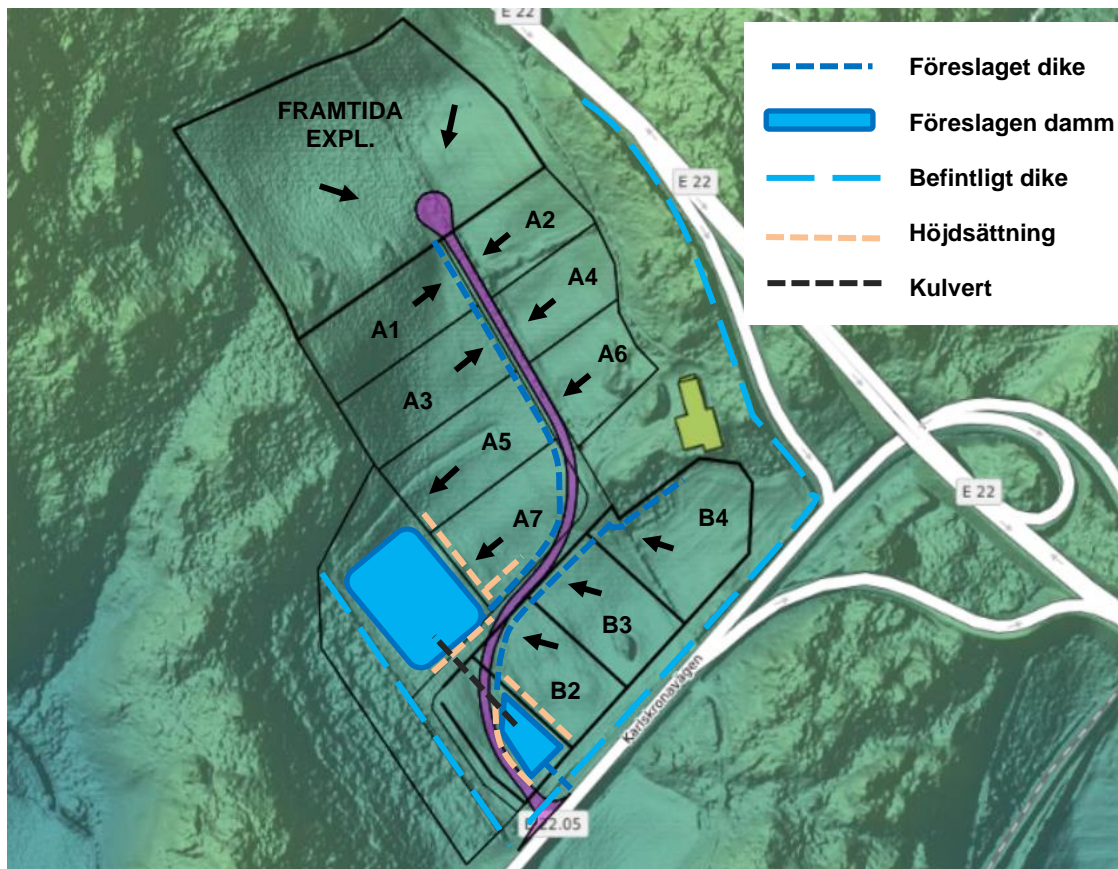 E 22
FRAMTIDA
EXPL.
E 22
A2
A4
A1
A6
A3
A5
E 22
A7
B4
B3
B2
Karlskronavägen
22.05
Föreslaget dike
Föreslagen damm
Befintligt dike
Höjdsättning
Kulvert